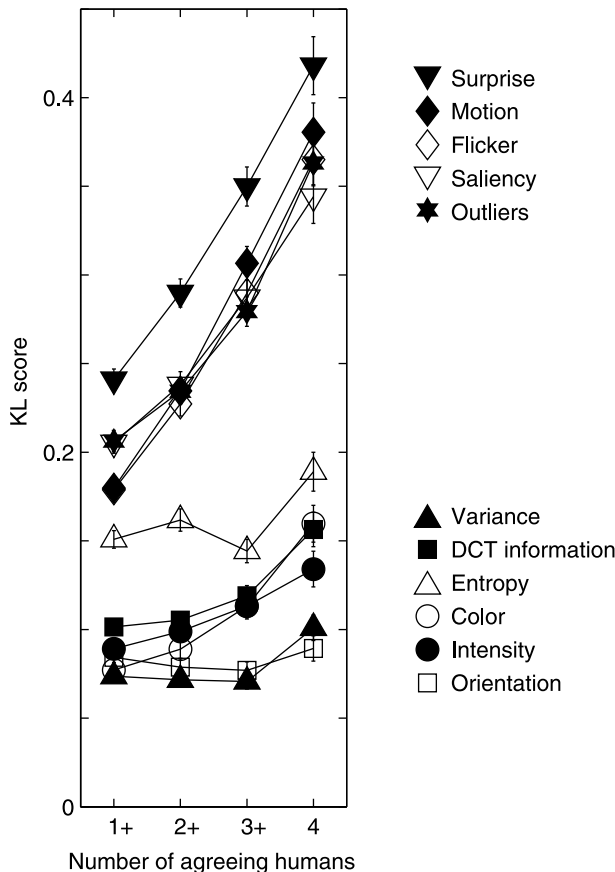 0.4
0.2
0
KL score
1+ 2+ 3+ 4
Number of agreeing humans
Surprise
Motion
Flicker
Saliency
Outliers
Variance
DCT information
Entropy
Color
Intensity
Orientation